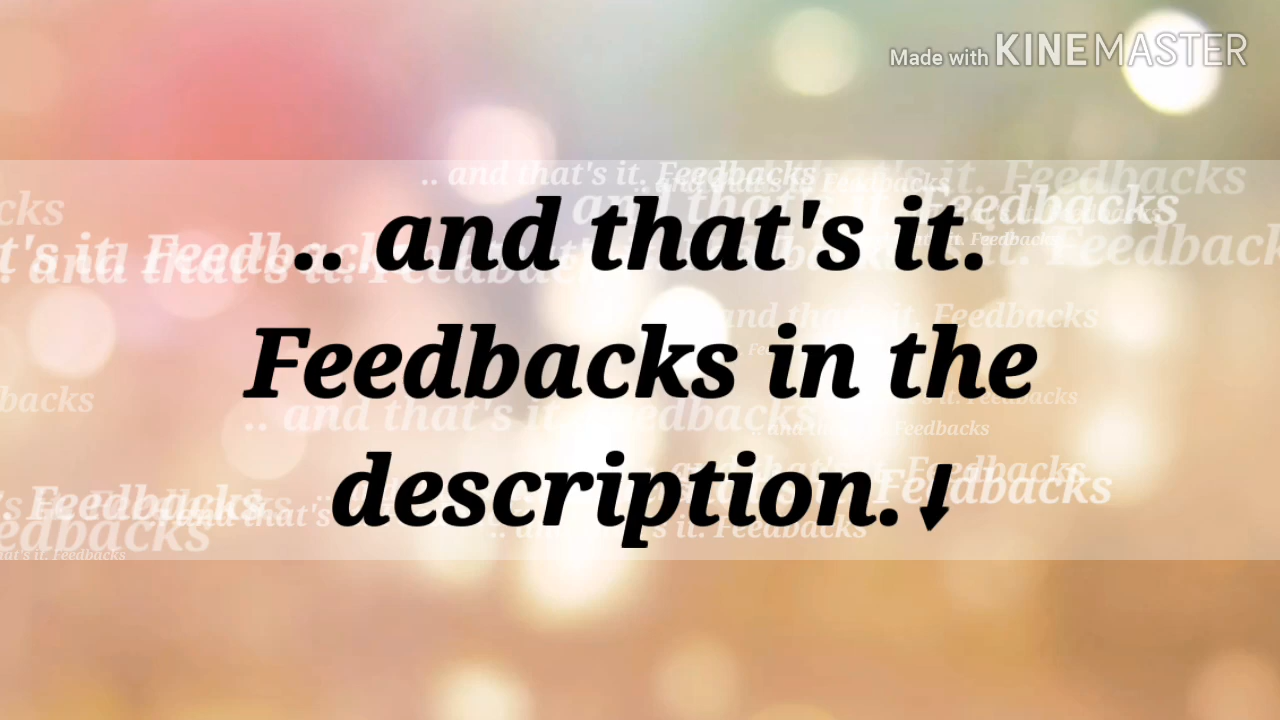 Made with KINEMASTER
.. and that's it.
Feedbacks in the
description.⬇